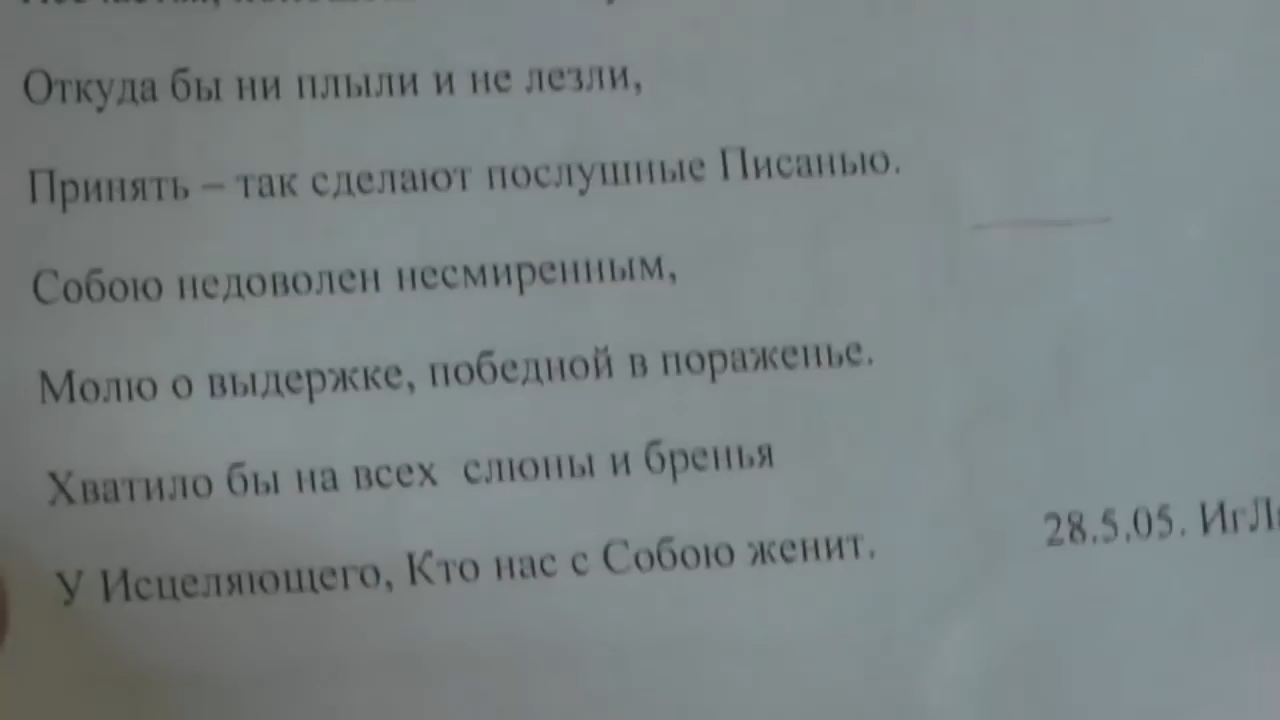 Откуда бы ни плыли и не лезли,
Принять – так сделают послушные Писанью.
Собою недоволен несмиренным,
Молю о выдержке, победной в пораженье.
Хватило бы на всех слюны и бренья
У Исцеляющего, Кто нас с Собою женит.
28.5.05.